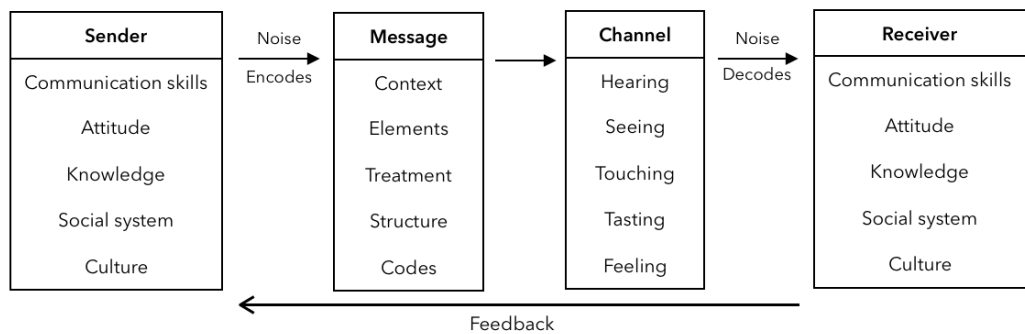 Sender
Communication skills
Attitude
Knowledge
Social system
Culture
Noise
Encodes
Message
Context
Elements
Treatment
Structure
Codes
Channel
Hearing
Seeing
Touching
Tasting
Feeling
Noise
Decodes
Receiver
Communication skills
Attitude
Knowledge
Social system
Culture
Feedback